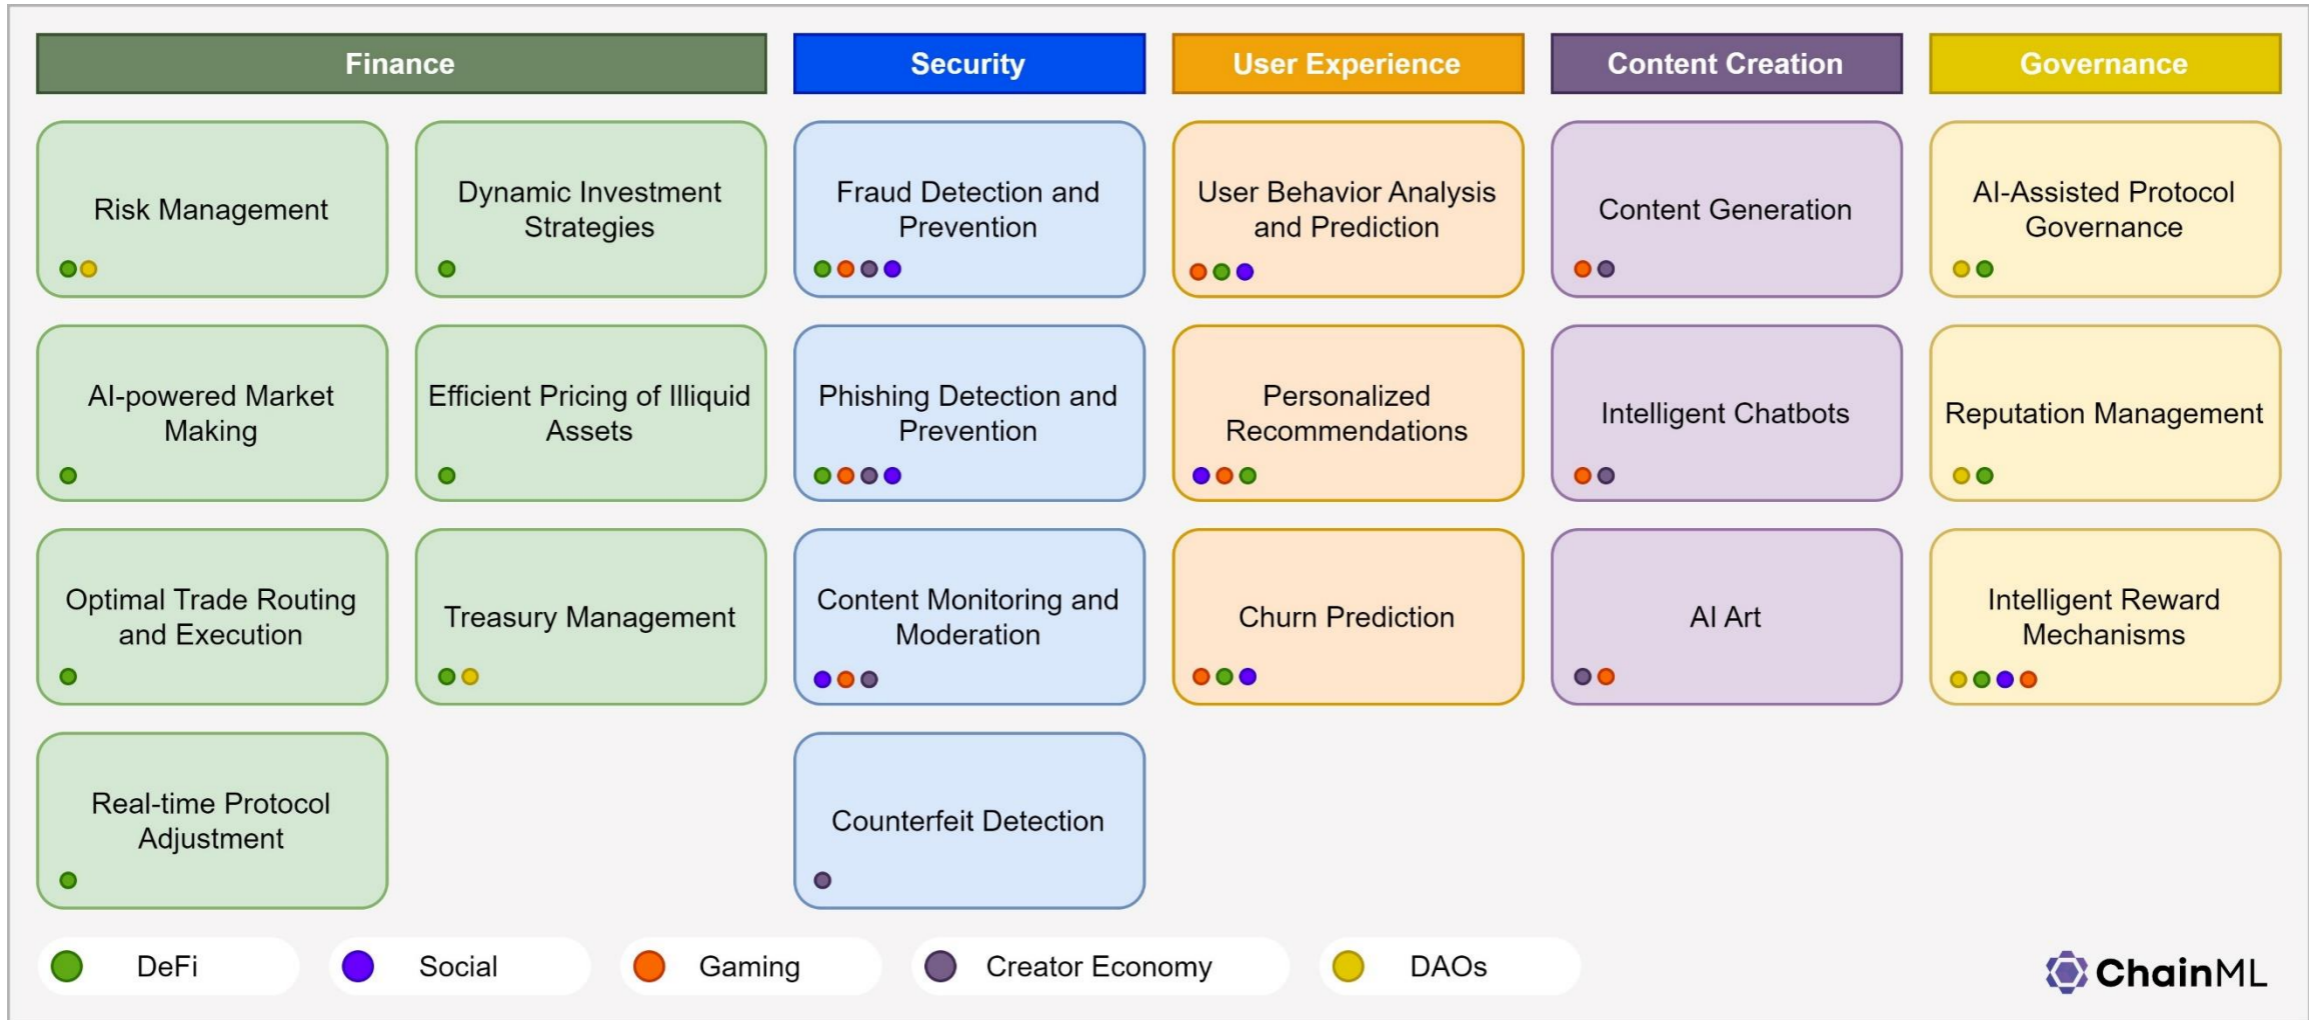 Finance
Security
User Experience
Content Creation
Governance
Risk Management
Dynamic Investment
Strategies
Fraud Detection and
Prevention
User Behavior Analysis
and Prediction
Content Generation
AI-Assisted Protocol
Governance
AI-powered Market
Making
Efficient Pricing of Illiquid
Assets
Phishing Detection and
Prevention
Personalized
Recommendations
Intelligent Chatbots
Reputation Management
Optimal Trade Routing
and Execution
Treasury Management
Content Monitoring and
Moderation
Churn Prediction
AI Art
Intelligent Reward
Mechanisms
Real-time Protocol
Adjustment
Counterfeit Detection
DeFi
Social
Gaming
Creator Economy
DAOs
ChainML